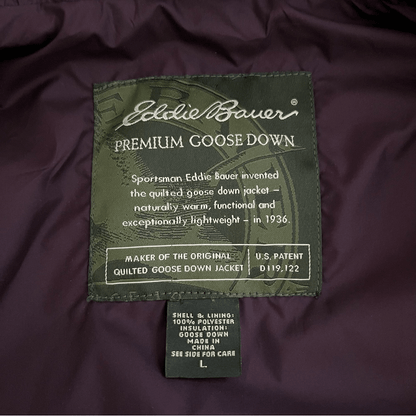 Eddie Bauer®
PREMIUM GOOSE DOWN
Sportsman Eddie Bauer invented
the quilted goose down jacket –
naturally warm, functional and
exceptionally lightweight – in 1936.
MAKER OF THE ORIGINAL
QUILTED GOOSE DOWN JACKET
U.S. PATENT
D119,122
SHELL & LINING:
100% POLYESTER
INSULATION:
GOOSE DOWN
MADE IN
CHINA
SEE SIDE FOR CARE
L